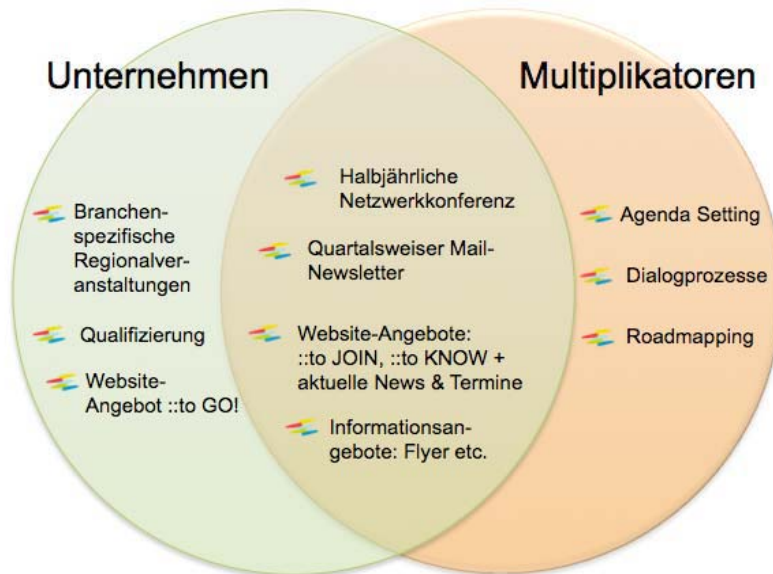 Unternehmen
Multiplikatoren
Branchen-
spezifische
Regionalver-
anstaltungen
Qualifizierung
Website-
Angebot ::to GO!
Halbjährliche
Netzwerkkonferenz
Quartalsweiser Mail-
Newsletter
Website-Angebote:
::to JOIN, ::to KNOW +
aktuelle News & Termine
Informationsan-
gebote: Flyer etc.
Agenda Setting
Dialogprozesse
Roadmapping